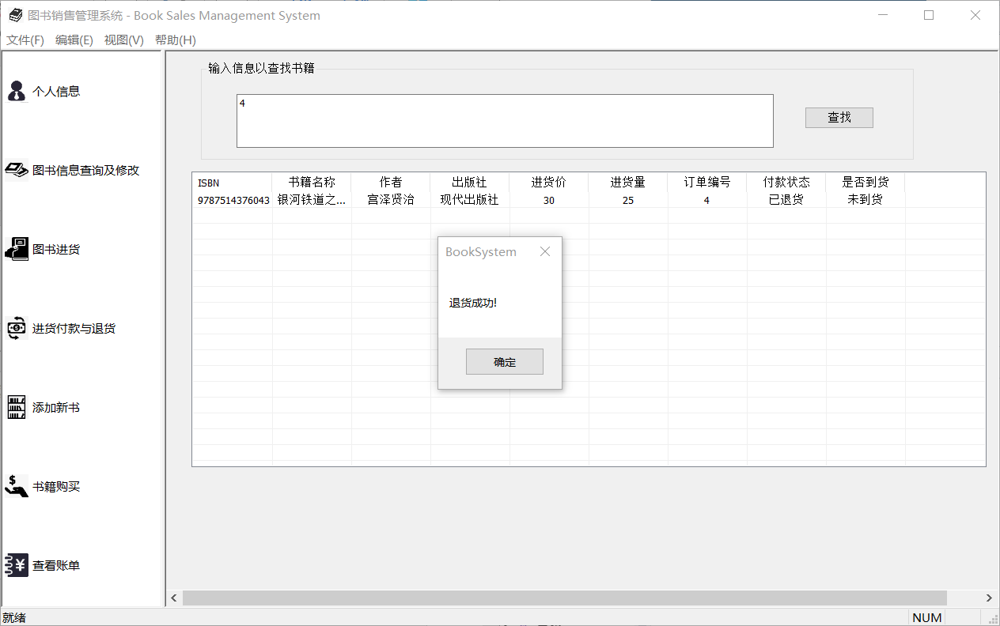 图书销售管理系统 - Book Sales Management System
文件(F) 编辑(E) 视图(V) 帮助(H)
个人信息
图书信息查询及修改
图书进货
进货付款与退货
添加新书
书籍购买
查看账单
输入信息以查找书籍
4
查找
ISBN 书籍名称 作者 出版社 进货价 进货量 订单编号 付款状态 是否到货
9787514376043 银河铁道之... 宫泽贤治 现代出版社 30 25 4 已退货 未到货
BookSystem
退货成功!
确定
就绪 NUM